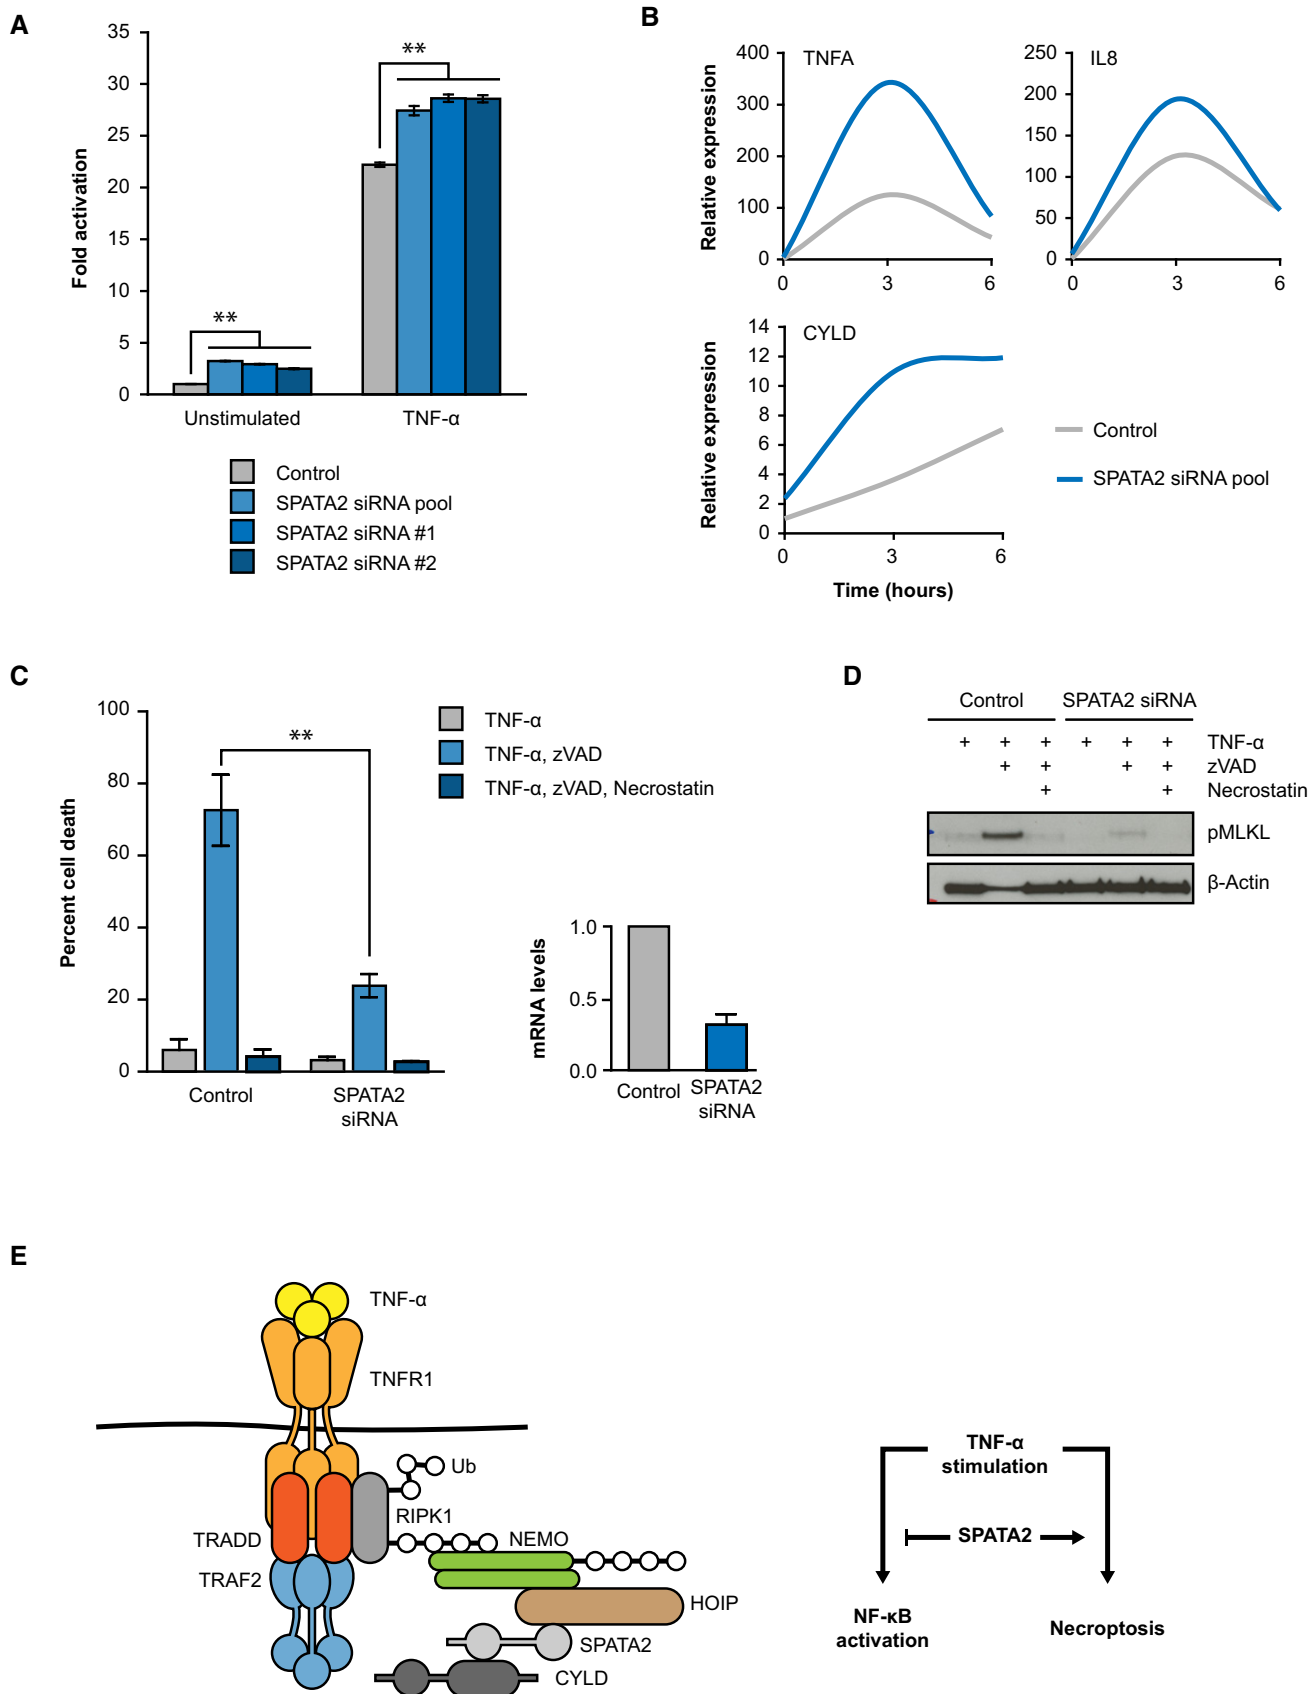 A
35
30
25
20
15
10
5
0
Fold activation
**
**
Unstimulated
TNF-α
Control
SPATA2 siRNA pool
SPATA2 siRNA #1
SPATA2 siRNA #2
B
TNFA
400
300
200
100
0
Relative expression
0 3 6
IL8
250
200
150
100
50
0
0 3 6
CYLD
14
12
10
8
6
4
2
0
Relative expression
0 3 6
Time (hours)
Control
SPATA2 siRNA pool
C
100
80
60
40
20
0
Percent cell death
**
Control
SPATA2
siRNA
TNF-α
TNF-α, zVAD
TNF-α, zVAD, Necrostatin
1.0
0.5
0.0
mRNA levels
Control
SPATA2
siRNA
D
Control SPATA2 siRNA
+ + + + + + TNF-α
+ + + + zVAD
+ + Necrostatin
pMLKL
β-Actin
E
TNF-α
TNFR1
Ub
RIPK1
TRADD
NEMO
TRAF2
HOIP
SPATA2
CYLD
TNF-α
stimulation
SPATA2
NF-κB
activation
Necroptosis